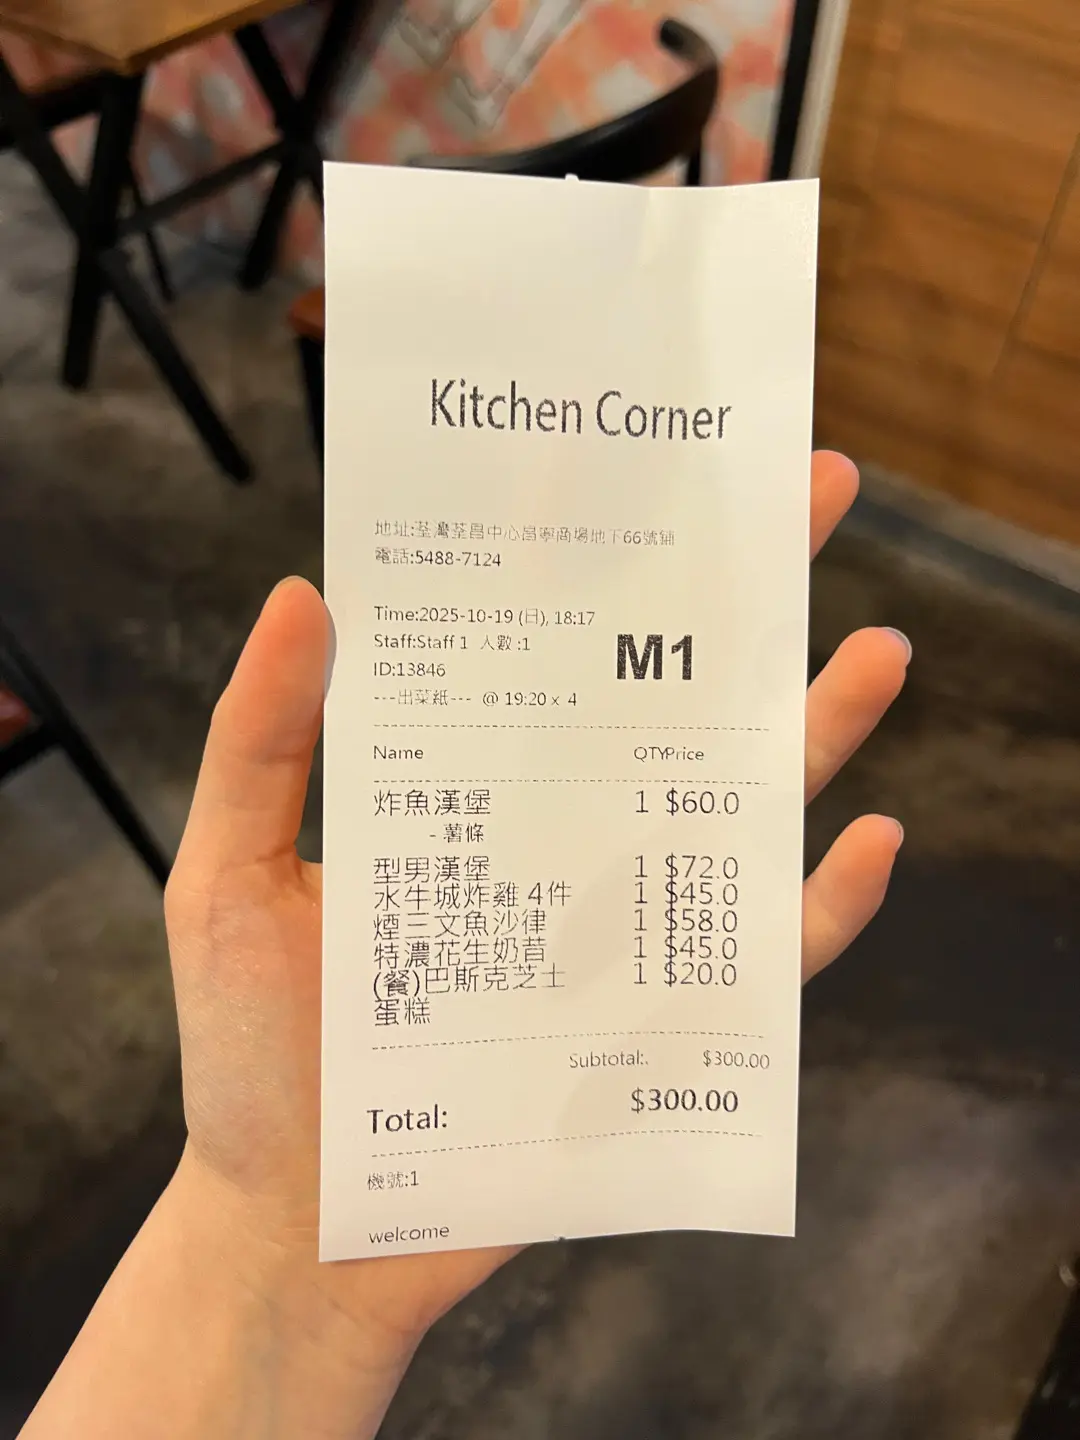 Kitchen Corner
地址:荃灣荃昌中心昌寧商場地下66號鋪
電話:5488-7124
Time:2025-10-19 (日), 18:17
Staff:Staff 1 人數:1
M1
ID:13846
---出菜紙--- @ 19:20 x 4
Name QTYPrice
炸魚漢堡 1 $60.0
- 薯條
型男漢堡 1 $72.0
水牛城炸雞 4件 1 $45.0
煙三文魚沙律 1 $58.0
特濃花生奶昔 1 $45.0
(餐)巴斯克芝士 1 $20.0
蛋糕
Subtotal:. $300.00
Total: $300.00
機號:1
welcome